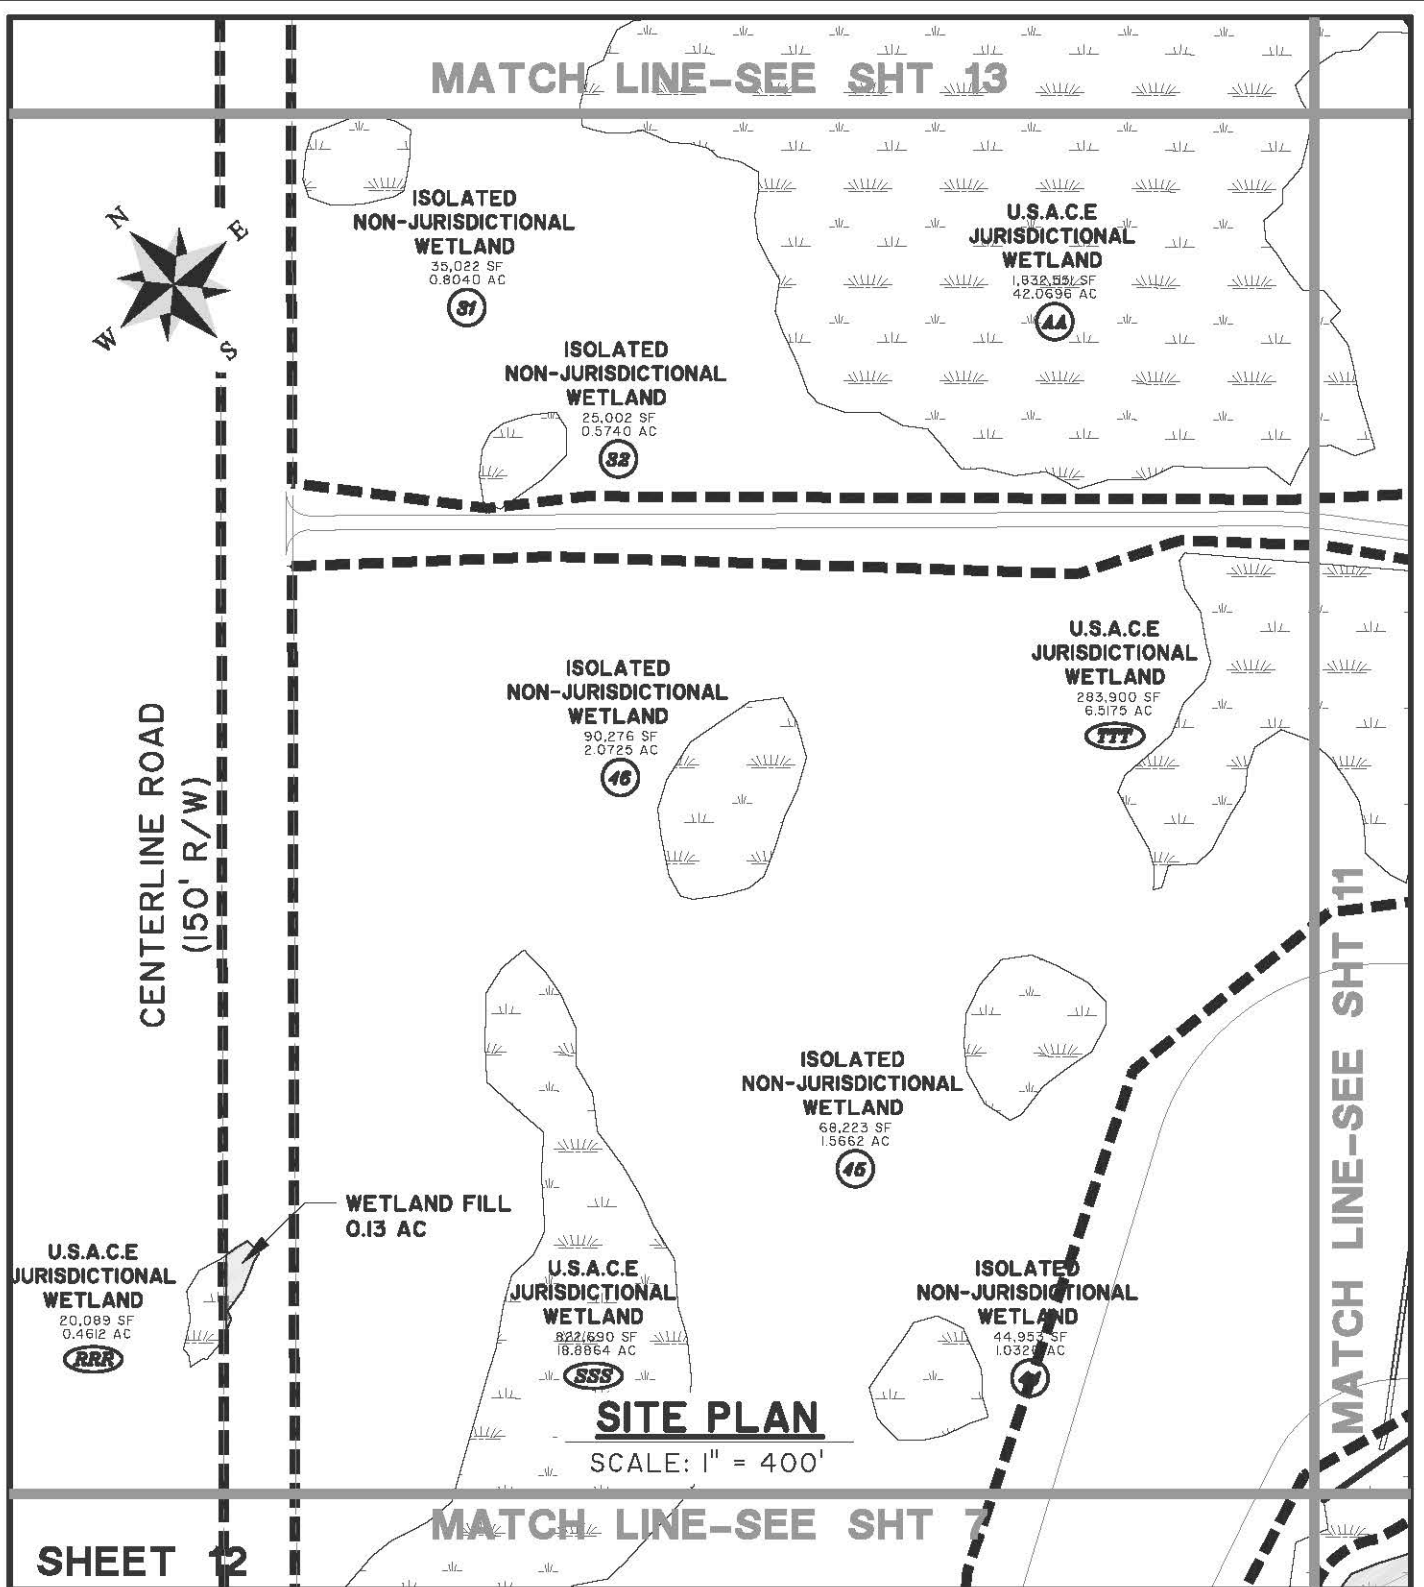 MATCH LINE-SEE SHT 13
N
E
W
S
ISOLATED
NON-JURISDICTIONAL
WETLAND
35,022 SF
0.8040 AC
31
U.S.A.C.E
JURISDICTIONAL
WETLAND
1,832,551 SF
42.0696 AC
AA
ISOLATED
NON-JURISDICTIONAL
WETLAND
25,002 SF
0.5740 AC
32
U.S.A.C.E
JURISDICTIONAL
WETLAND
283,900 SF
6.5175 AC
TTT
ISOLATED
NON-JURISDICTIONAL
WETLAND
90,276 SF
2.0725 AC
46
CENTERLINE ROAD
(150' R/W)
MATCH LINE-SEE SHT 11
ISOLATED
NON-JURISDICTIONAL
WETLAND
68,223 SF
1.5662 AC
45
WETLAND FILL
0.13 AC
U.S.A.C.E
JURISDICTIONAL
WETLAND
20,089 SF
0.4612 AC
RRR
U.S.A.C.E
JURISDICTIONAL
WETLAND
822,690 SF
18.8864 AC
SSS
ISOLATED
NON-JURISDICTIONAL
WETLAND
44,953 SF
AC
SITE PLAN
SCALE: 1" = 400'
MATCH LINE-SEE SHT 7
SHEET 12